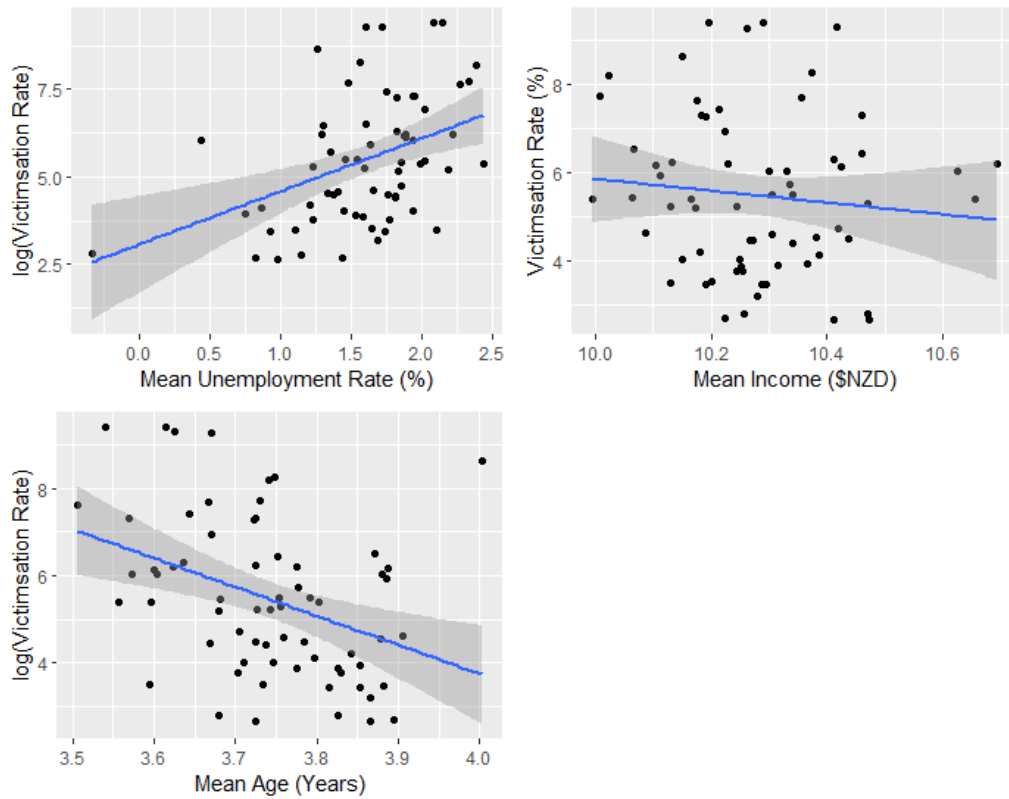 log(Victimsation Rate)
7.5
5.0
2.5
0.0 0.5 1.0 1.5 2.0 2.5
Mean Unemployment Rate (%)
Victimsation Rate (%)
8
6
4
10.0 10.2 10.4 10.6
Mean Income ($NZD)
log(Victimsation Rate)
8
6
4
3.5 3.6 3.7 3.8 3.9 4.0
Mean Age (Years)